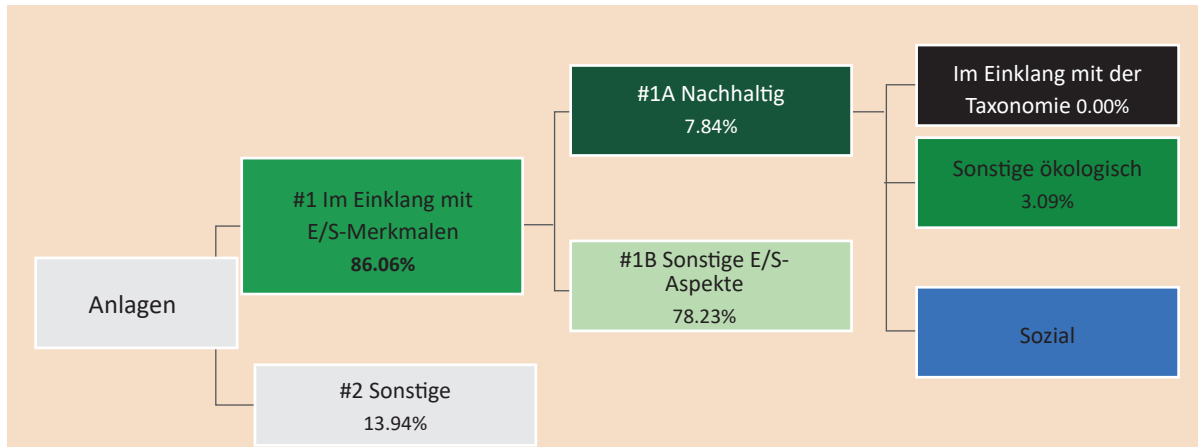 Anlagen
#1 Im Einklang mit
E/S-Merkmalen
86.06%
#2 Sonstige
13.94%
#1A Nachhaltig
7.84%
#1B Sonstige E/S-
Aspekte
78.23%
Im Einklang mit der
Taxonomie 0.00%
Sonstige ökologisch
3.09%
Sozial